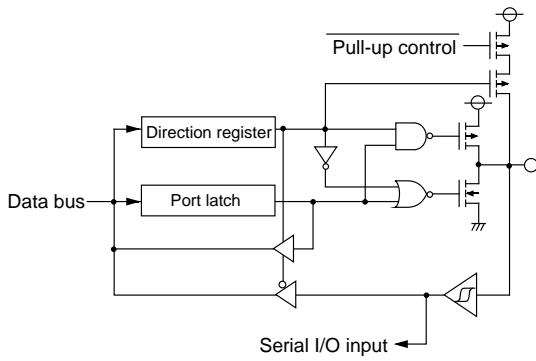 Pull-up control
Direction register
Data bus
Port latch
Serial I/O input